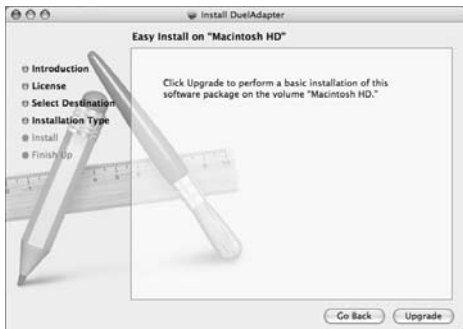 Install DuelAdapter
Easy Install on "Macintosh HD"
Introduction
License
Select Destination
Installation Type
Install
Finish Up
Click Upgrade to perform a basic installation of this
software package on the volume "Macintosh HD."
Go Back
Upgrade